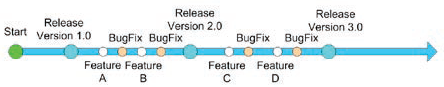 Start
Release
Version 1.0
BugFix
BugFix
Release
Version 2.0
BugFix
BugFix
Release
Version 3.0
Feature
A
Feature
B
Feature
C
Feature
D